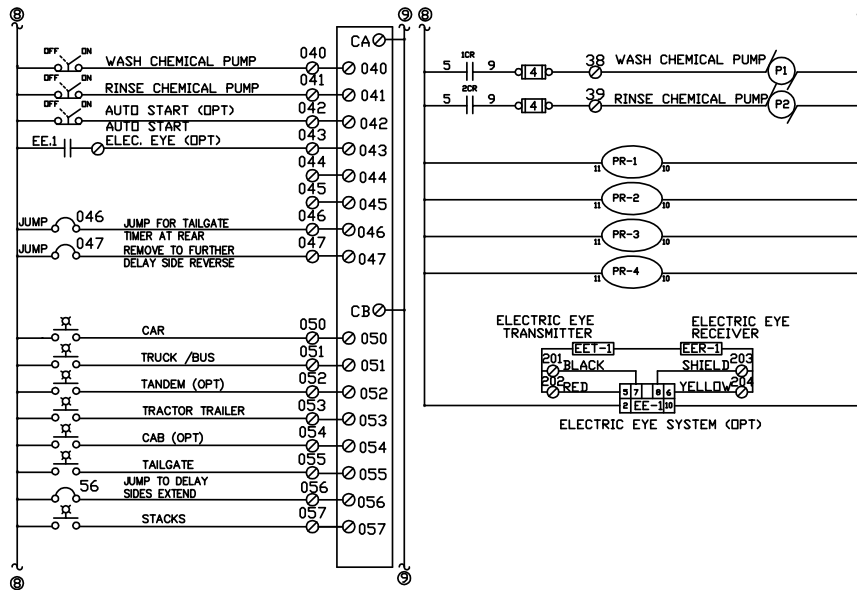 8 9 8
CA
OFF ON WASH CHEMICAL PUMP 040 040
OFF ON RINSE CHEMICAL PUMP 041 041
OFF ON AUTO START (OPT) 042 042
AUTO START
EE.1 ELEC. EYE (OPT) 043 043
044 044
045 045
JUMP 046 JUMP FOR TAILGATE 046 046
TIMER AT REAR
JUMP 047 REMOVE TO FURTHER 047 047
DELAY SIDE REVERSE
CB
CAR 050 050
TRUCK /BUS 051 051
TANDEM (OPT) 052 052
TRACTOR TRAILER 053 053
CAB (OPT) 054 054
TAILGATE 055 055
56 JUMP TO DELAY 056 056
SIDES EXTEND
STACKS 057 057
8 9
1CR
5 9 4 38 WASH CHEMICAL PUMP P1
2CR
5 9 4 39 RINSE CHEMICAL PUMP P2
11 PR-1 10
11 PR-2 10
11 PR-3 10
11 PR-4 10
ELECTRIC EYE
TRANSMITTER
ELECTRIC EYE
RECEIVER
EET-1 EER-1
201 BLACK SHIELD 203
202 RED 5 7 8 6 YELLOW 204
2 EE-1 10
ELECTRIC EYE SYSTEM (OPT)